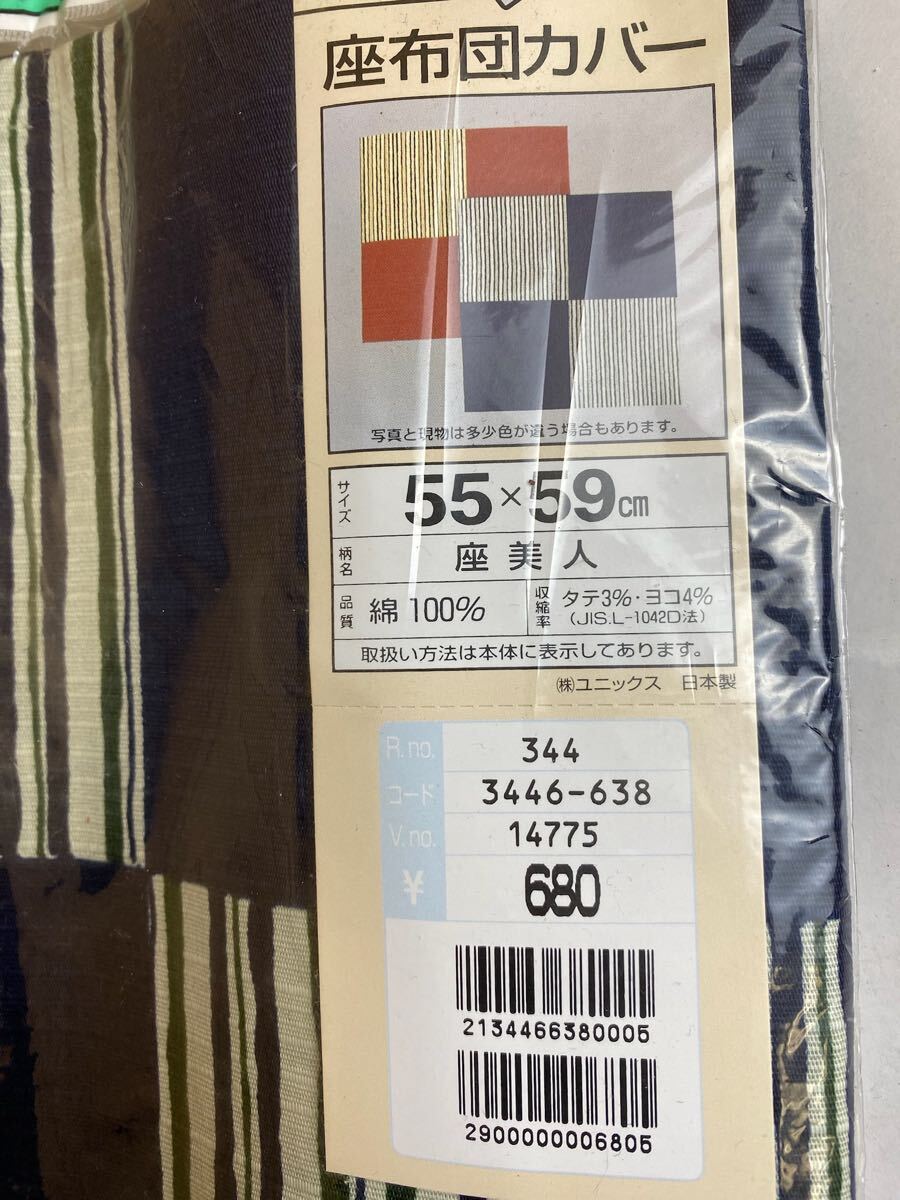 座布団カバー
写真と現物は多少色が違う場合もあります。
サイズ 55×59cm
柄名 座美人
品質 綿100% 収縮率 タテ3%・ヨコ4%
(JIS.L-1042D法)
取扱い方法は本体に表示してあります。
㈱ユニックス 日本製
R.no. 344
コード 3446-638
V.no. 14775
¥ 680
2134466380005
2900000006805